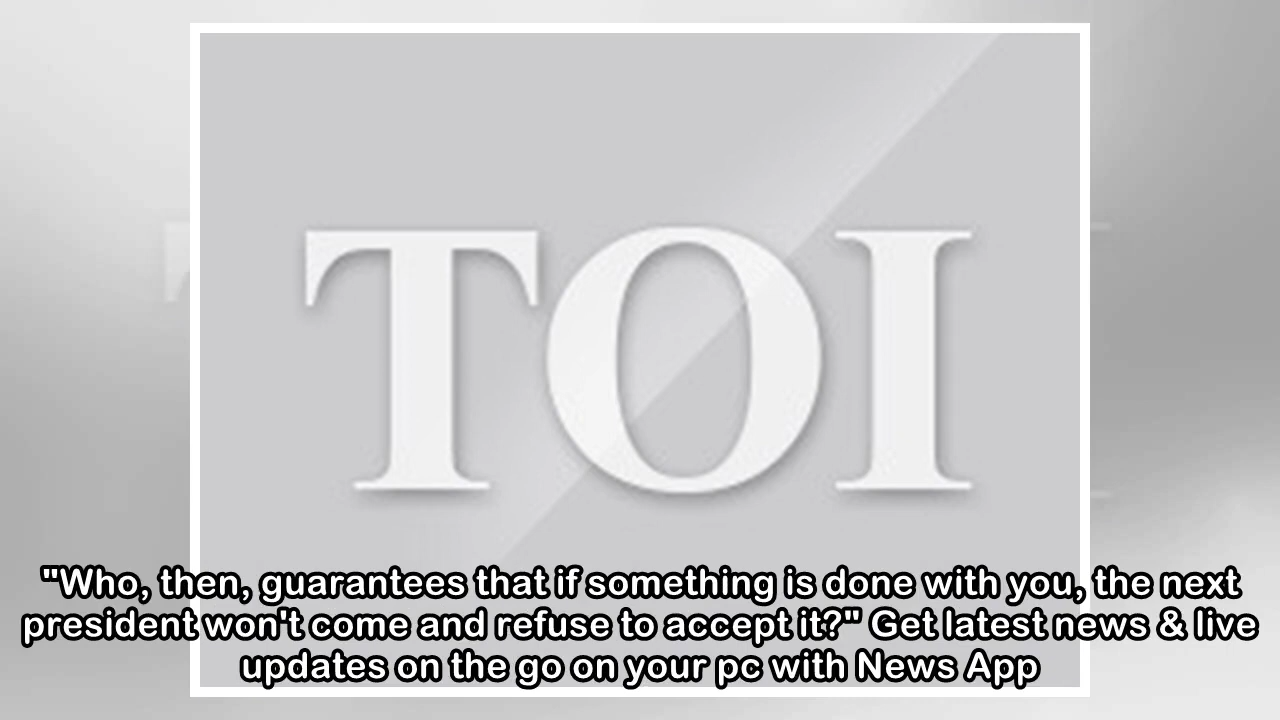 TOI
"Who, then, guarantees that if something is done with you, the next
president won't come and refuse to accept it?" Get latest news & live
updates on the go on your pc with News App